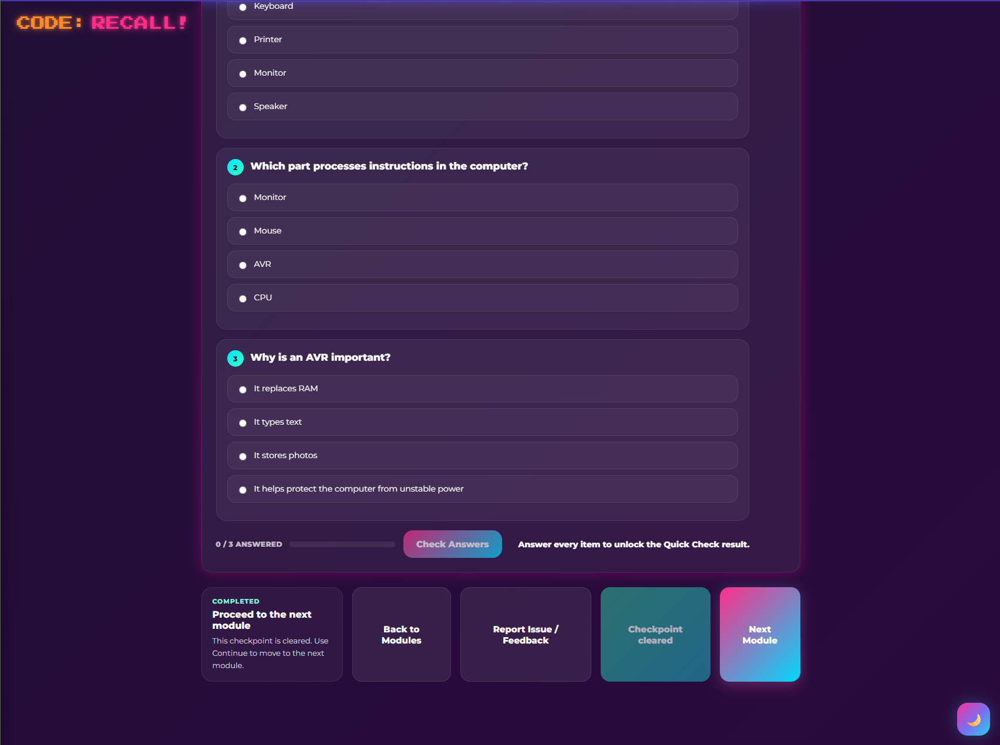 CODE: RECALL!
Keyboard
Printer
Monitor
Speaker
2 Which part processes instructions in the computer?
Monitor
Mouse
AVR
CPU
3 Why is an AVR important?
It replaces RAM
It types text
It stores photos
It helps protect the computer from unstable power
0 / 3 ANSWERED
Check Answers
Answer every item to unlock the Quick Check result.
COMPLETED
Proceed to the next
module
This checkpoint is cleared. Use
Continue to move to the next
module.
Back to
Modules
Report Issue /
Feedback
Checkpoint
cleared
Next
Module